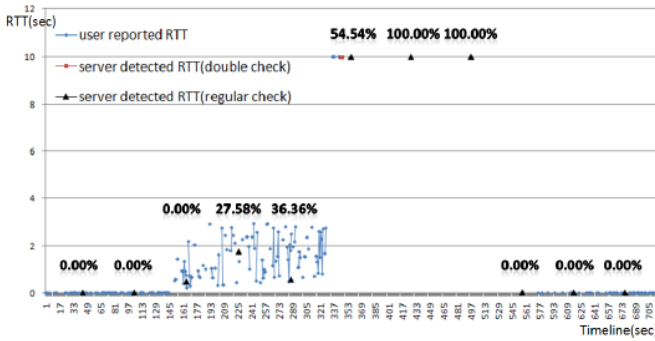 RTT(sec)
12
user reported RTT
54.54% 100.00% 100.00%
10
server detected RTT(double check)
server detected RTT(regular check)
8
6
4
0.00% 27.58% 36.36%
2
0.00% 0.00% 0.00% 0.00% 0.00%
0
1 17 33 49 65 81 97 113 129 145 161 177 193 209 225 241 257 273 289 305 321 337 353 369 385 401 417 433 449 465 481 497 513 529 545 561 577 593 609 625 641 657 673 689 705
Timeline(sec)